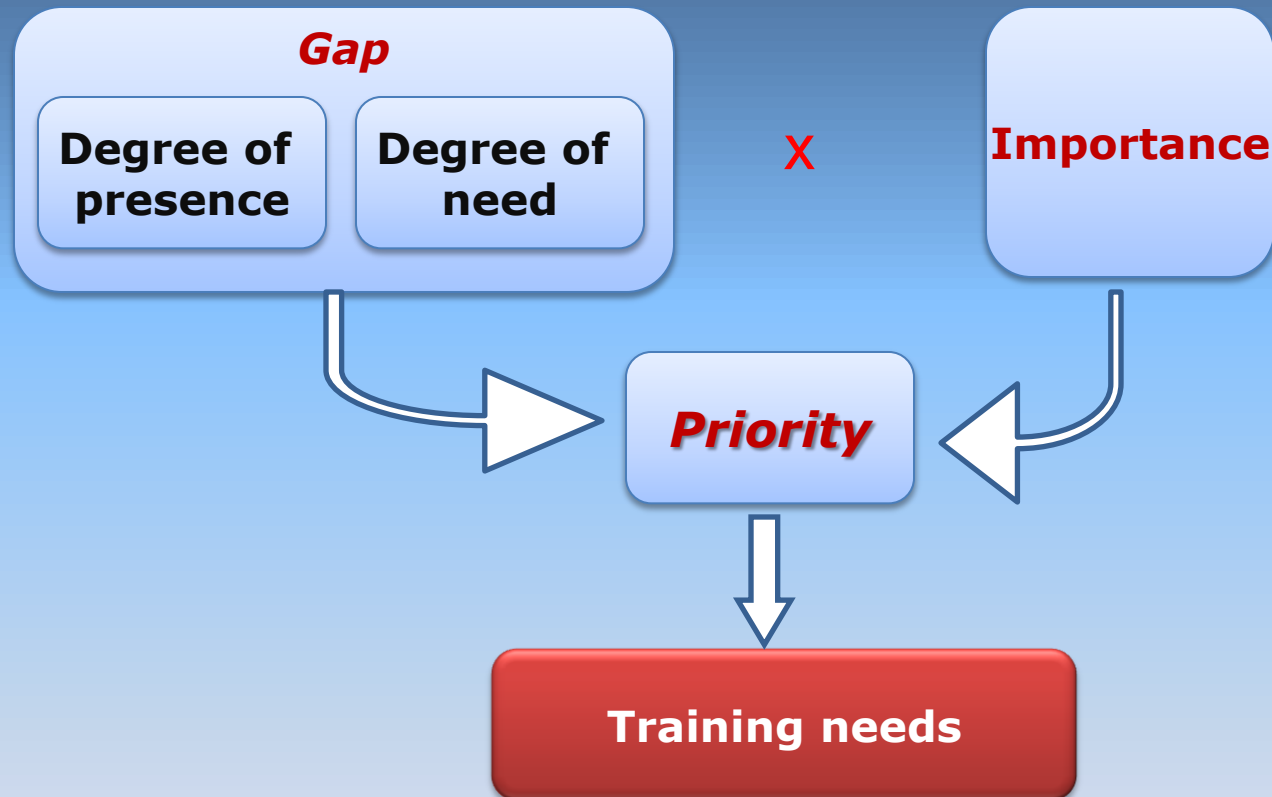 Gap
Degree of
presence
Degree of
need
X
Importance
Priority
Training needs